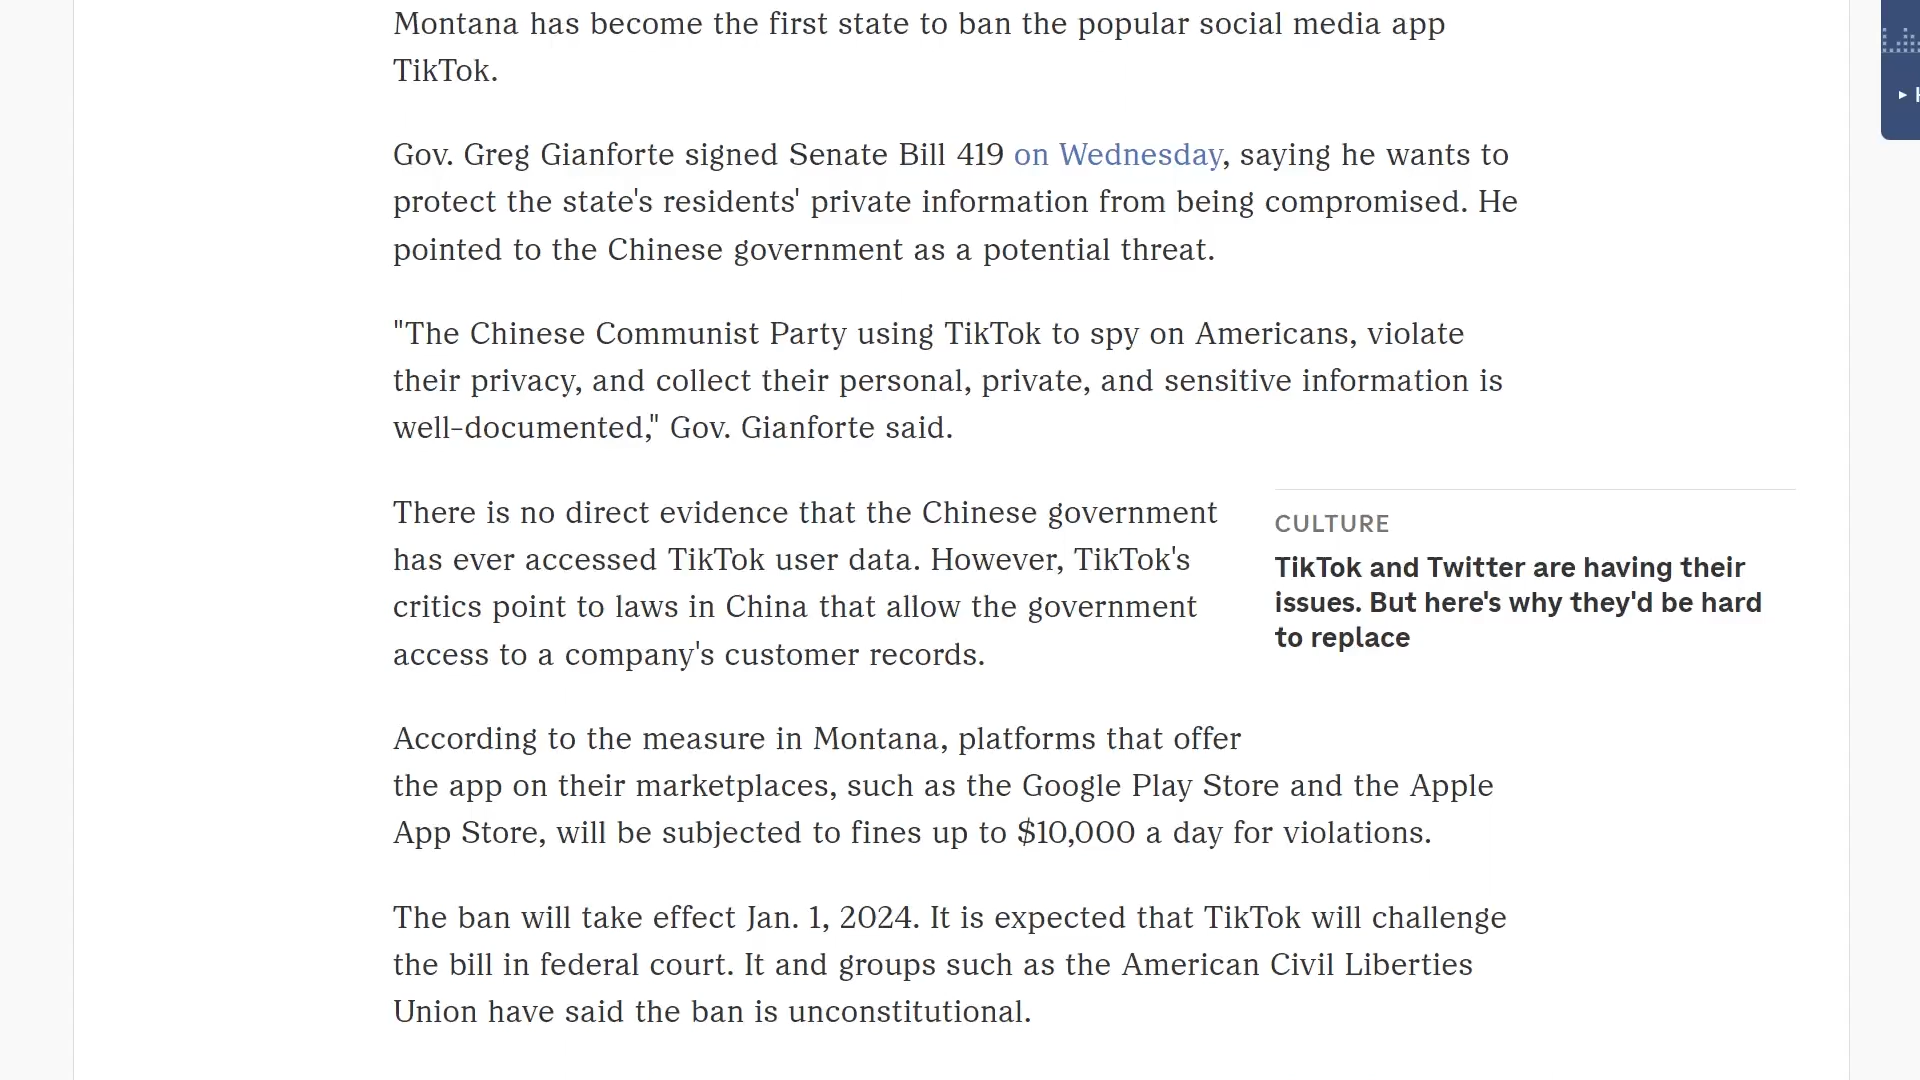 Montana has become the first state to ban the popular social media app
TikTok.
Gov. Greg Gianforte signed Senate Bill 419 on Wednesday, saying he wants to
protect the state's residents' private information from being compromised. He
pointed to the Chinese government as a potential threat.
"The Chinese Communist Party using TikTok to spy on Americans, violate
their privacy, and collect their personal, private, and sensitive information is
well-documented," Gov. Gianforte said.
There is no direct evidence that the Chinese government
has ever accessed TikTok user data. However, TikTok's
critics point to laws in China that allow the government
access to a company's customer records.
CULTURE
TikTok and Twitter are having their
issues. But here's why they'd be hard
to replace
According to the measure in Montana, platforms that offer
the app on their marketplaces, such as the Google Play Store and the Apple
App Store, will be subjected to fines up to $10,000 a day for violations.
The ban will take effect Jan. 1, 2024. It is expected that TikTok will challenge
the bill in federal court. It and groups such as the American Civil Liberties
Union have said the ban is unconstitutional.